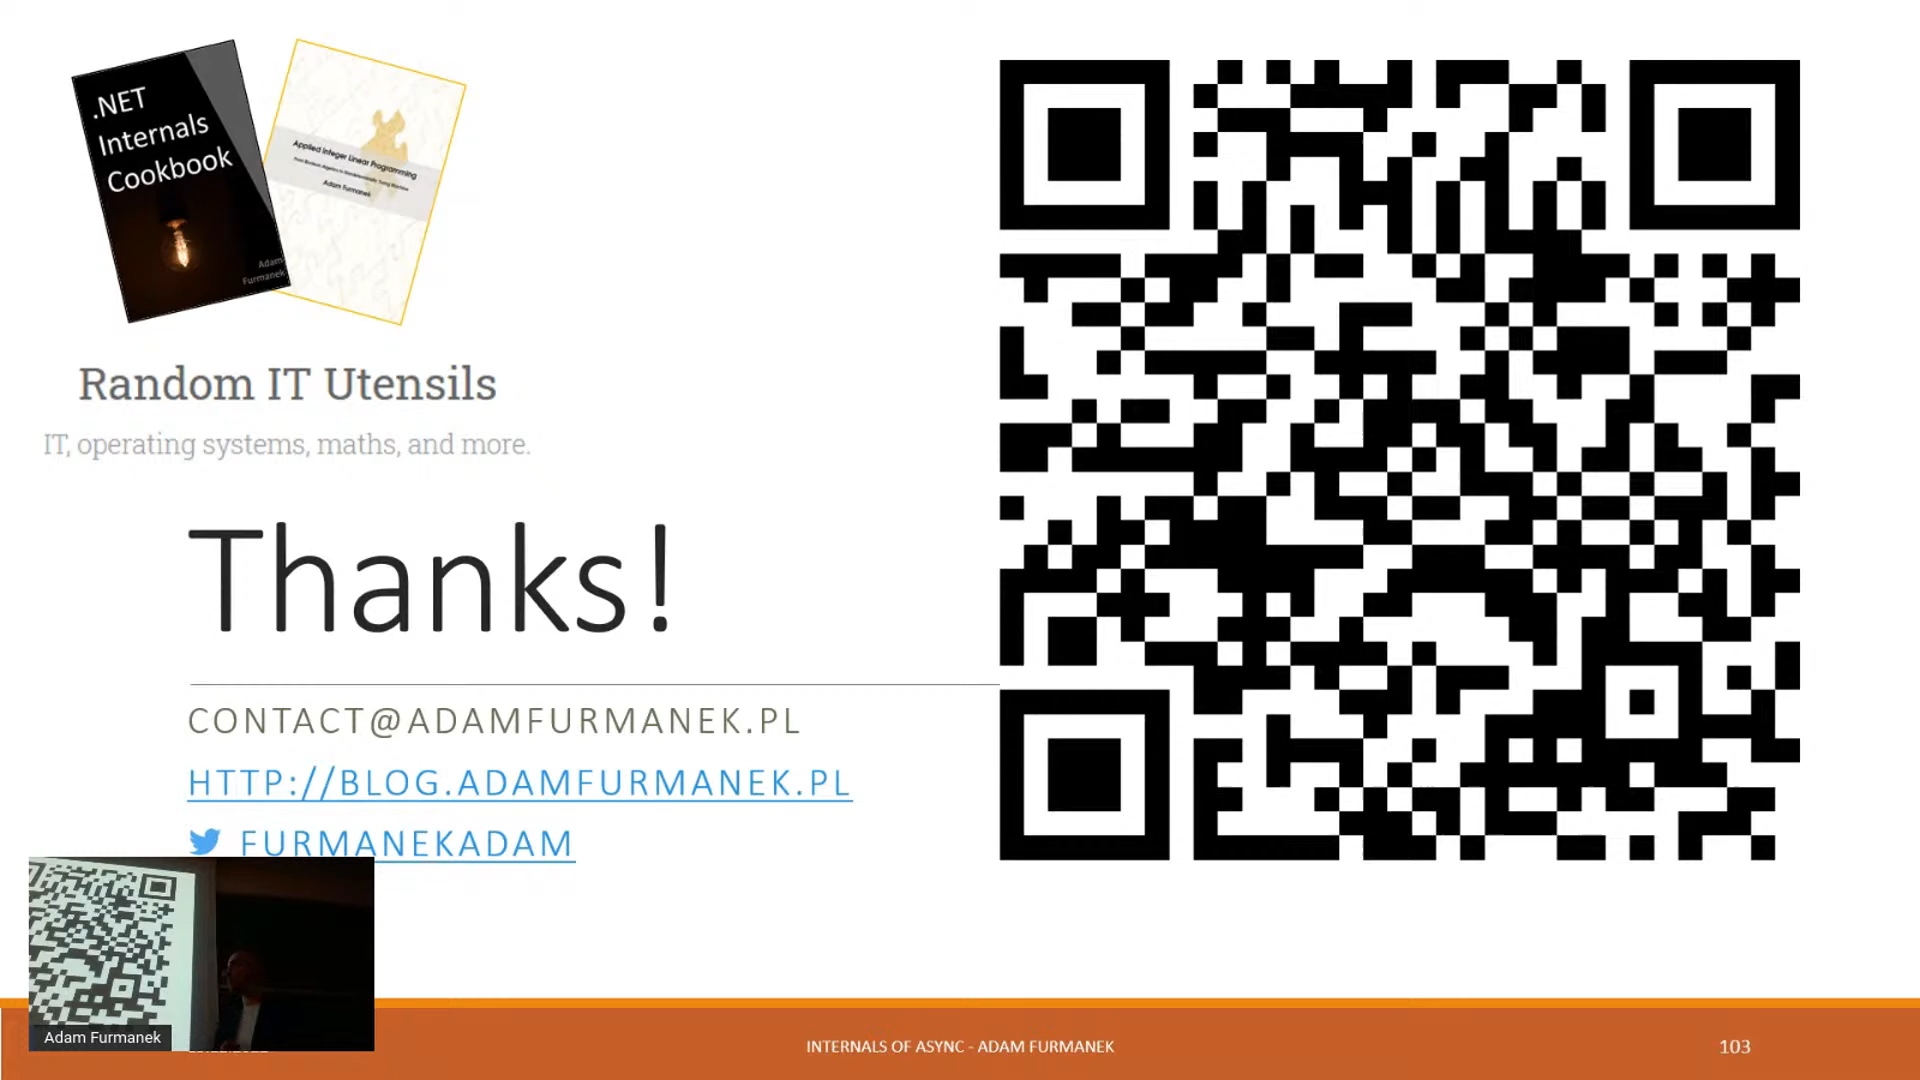 .NET
Internals
Cookbook
Adam
Furmanek
Applied Integer Linear Programming
Adam Furmanek
Random IT Utensils
IT, operating systems, maths, and more.
Thanks!
CONTACT@ADAMFURMANEK.PL
HTTP://BLOG.ADAMFURMANEK.PL
FURMANEKADAM
Adam Furmanek
INTERNALS OF ASYNC - ADAM FURMANEK
103